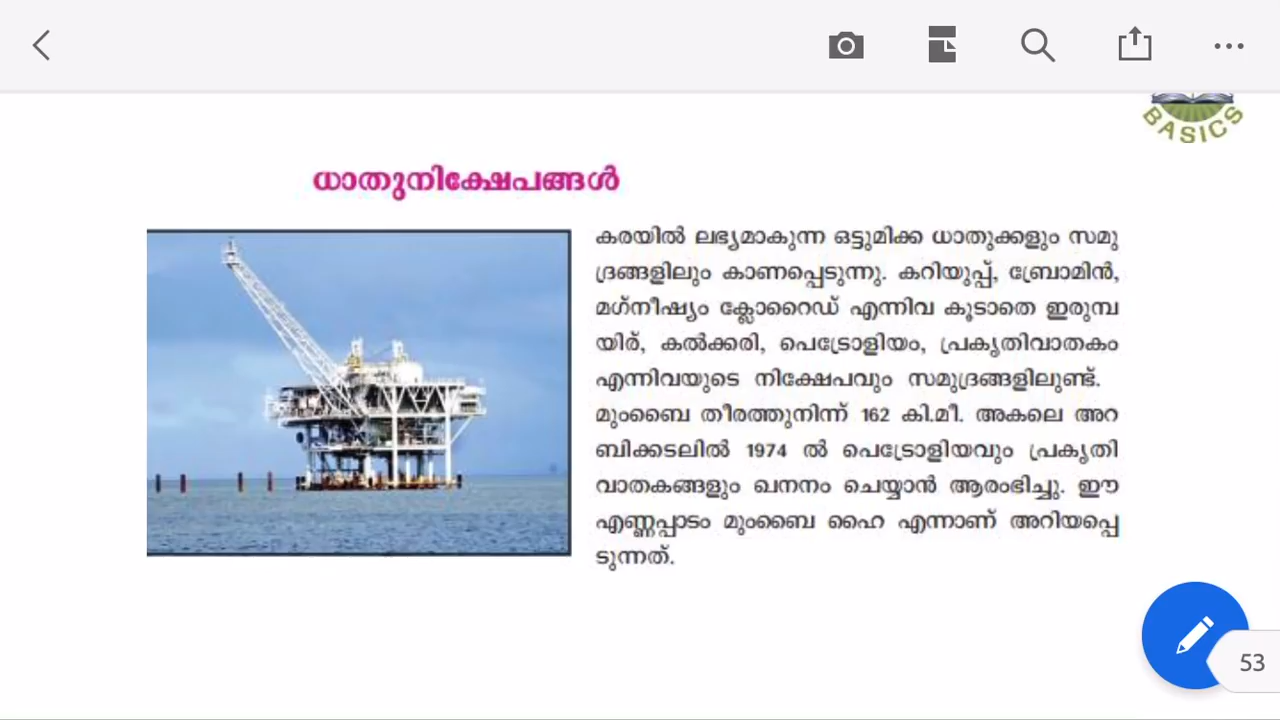 BASICS
ധാതുനിക്ഷേപങ്ങൾ
കരയിൽ ലഭ്യമാകുന്ന ഒട്ടുമിക്ക ധാതുക്കളും സമു
ദ്രങ്ങളിലും കാണപ്പെടുന്നു. കറിയുപ്പ്, ബ്രോമിൻ,
മഗ്നീഷ്യം ക്ലോറൈഡ് എന്നിവ കൂടാതെ ഇരുമ്പ
യിര്, കൽക്കരി, പെട്രോളിയം, പ്രകൃതിവാതകം
എന്നിവയുടെ നിക്ഷേപവും സമുദ്രങ്ങളിലുണ്ട്.
മുംബൈ തീരത്തുനിന്ന് 162 കി.മീ. അകലെ അറ
ബിക്കടലിൽ 1974 ൽ പെട്രോളിയവും പ്രകൃതി
വാതകങ്ങളും ഖനനം ചെയ്യാൻ ആരംഭിച്ചു. ഈ
എണ്ണപ്പാടം മുംബൈ ഹൈ എന്നാണ് അറിയപ്പെ
ടുന്നത്.
53